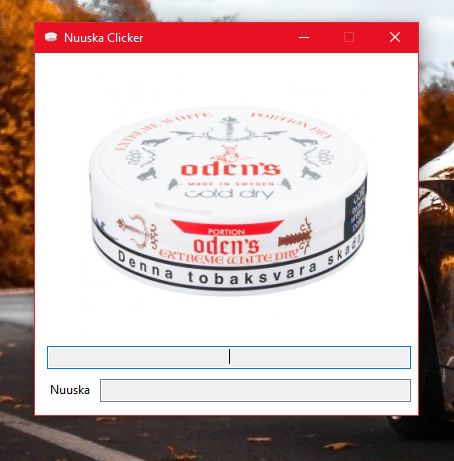 Nuuska Clicker
EXTREME WHITE PORTION DRY
oden's
MADE IN SWEDEN
cold dry
PORTION
oden's
EXTREME WHITE DRY
Denna tobaksvara skada
Nuuska